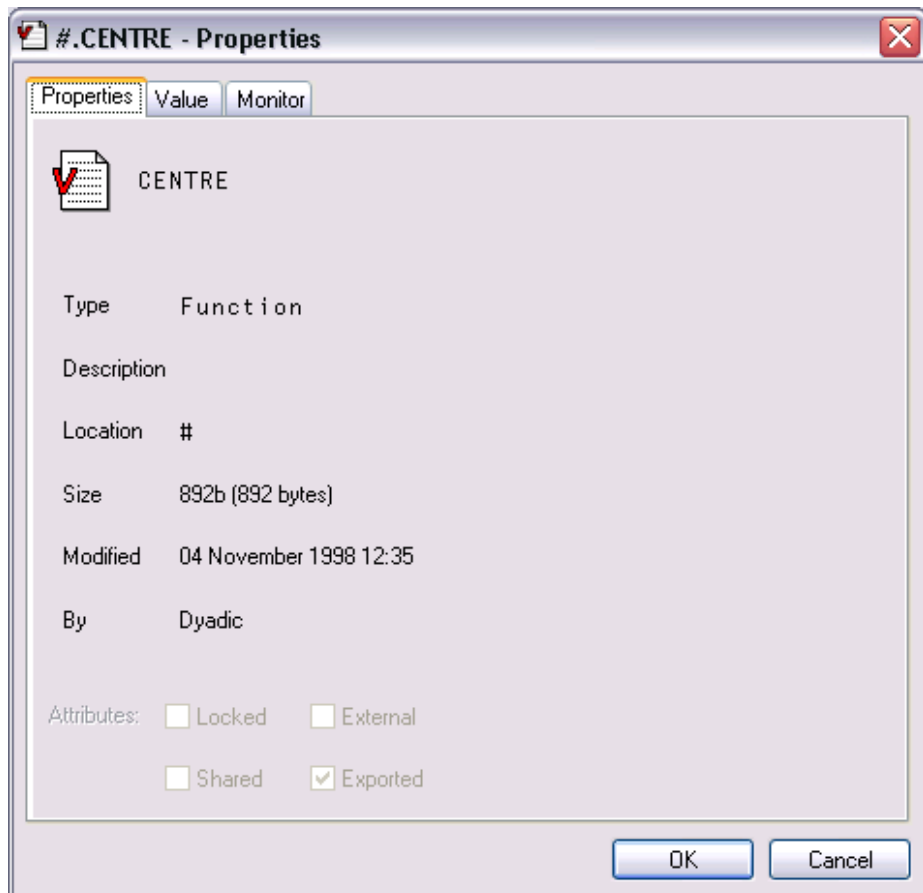 #.CENTRE - Properties
Properties Value Monitor
CENTRE
Type Function
Description
Location #
Size 892b (892 bytes)
Modified 04 November 1998 12:35
By Dyadic
Attributes: Locked External
Shared Exported
OK Cancel